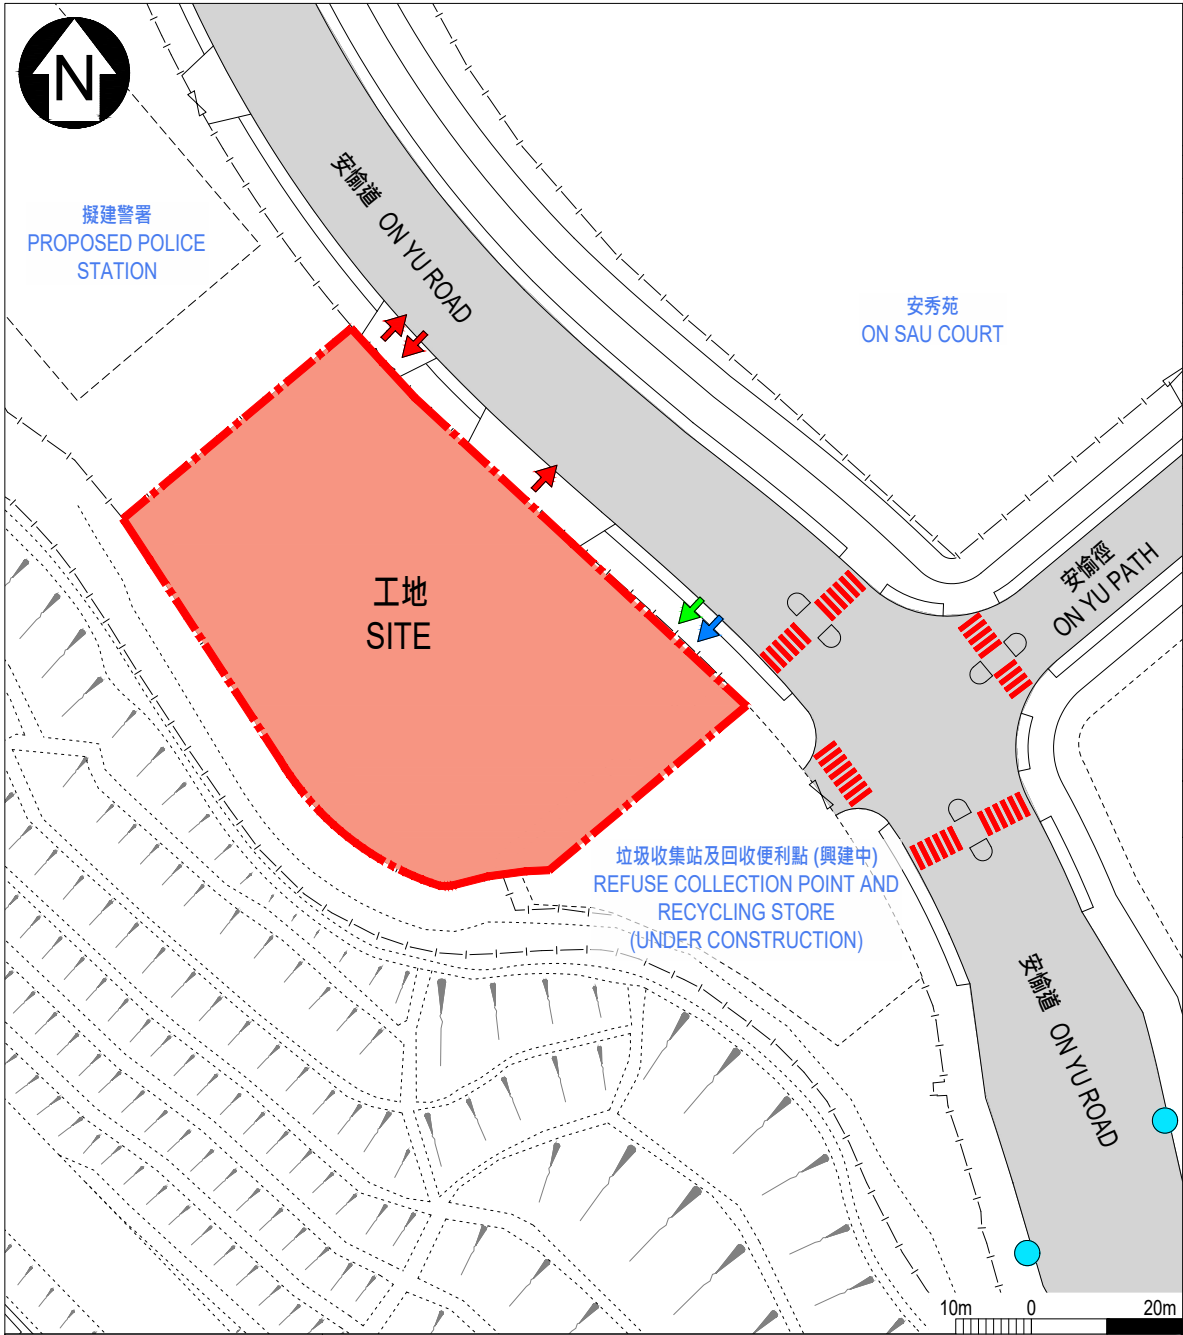 N
安愉道 ON YU ROAD
擬建警署
PROPOSED POLICE
STATION
安秀苑
ON SAU COURT
安愉徑
ON YU PATH
工地
SITE
垃圾收集站及回收便利點 (興建中)
REFUSE COLLECTION POINT AND
RECYCLING STORE
(UNDER CONSTRUCTION)
安愉道 ON YU ROAD
10m 0 20m